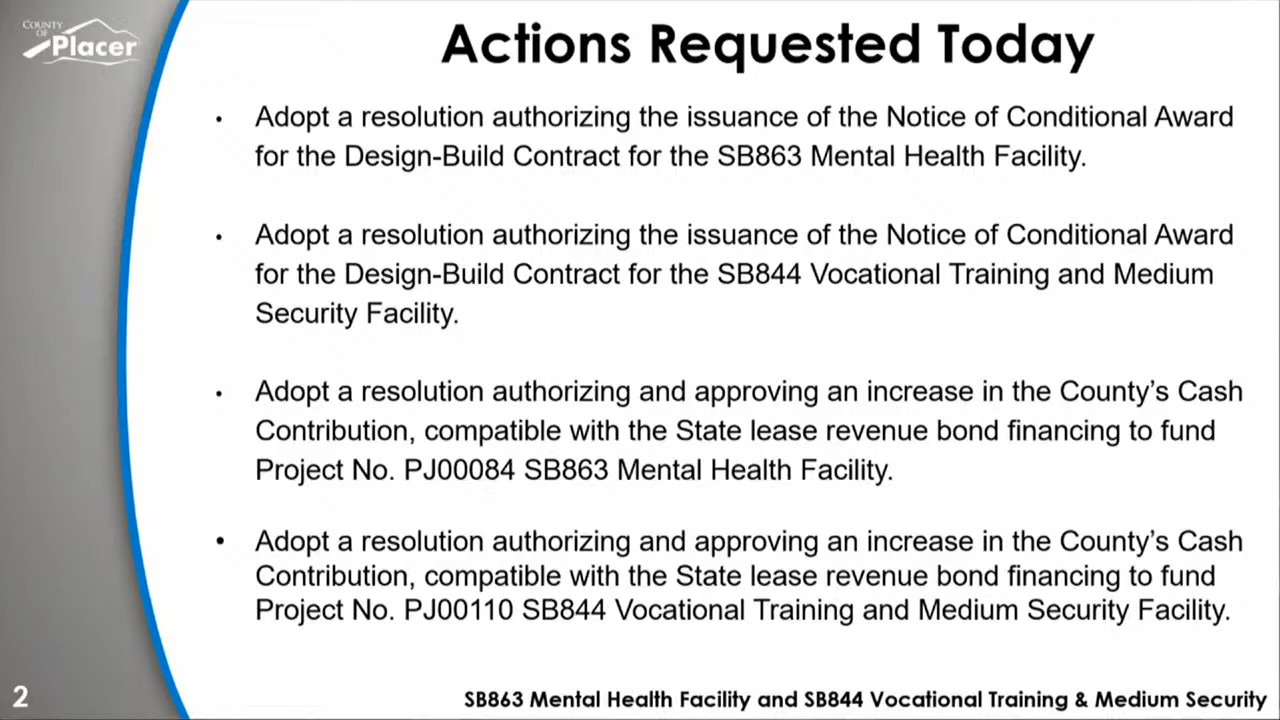 COUNTY
OF
Placer
Actions Requested Today
• Adopt a resolution authorizing the issuance of the Notice of Conditional Award
for the Design-Build Contract for the SB863 Mental Health Facility.
• Adopt a resolution authorizing the issuance of the Notice of Conditional Award
for the Design-Build Contract for the SB844 Vocational Training and Medium
Security Facility.
• Adopt a resolution authorizing and approving an increase in the County’s Cash
Contribution, compatible with the State lease revenue bond financing to fund
Project No. PJ00084 SB863 Mental Health Facility.
• Adopt a resolution authorizing and approving an increase in the County’s Cash
Contribution, compatible with the State lease revenue bond financing to fund
Project No. PJ00110 SB844 Vocational Training and Medium Security Facility.
2
SB863 Mental Health Facility and SB844 Vocational Training & Medium Security